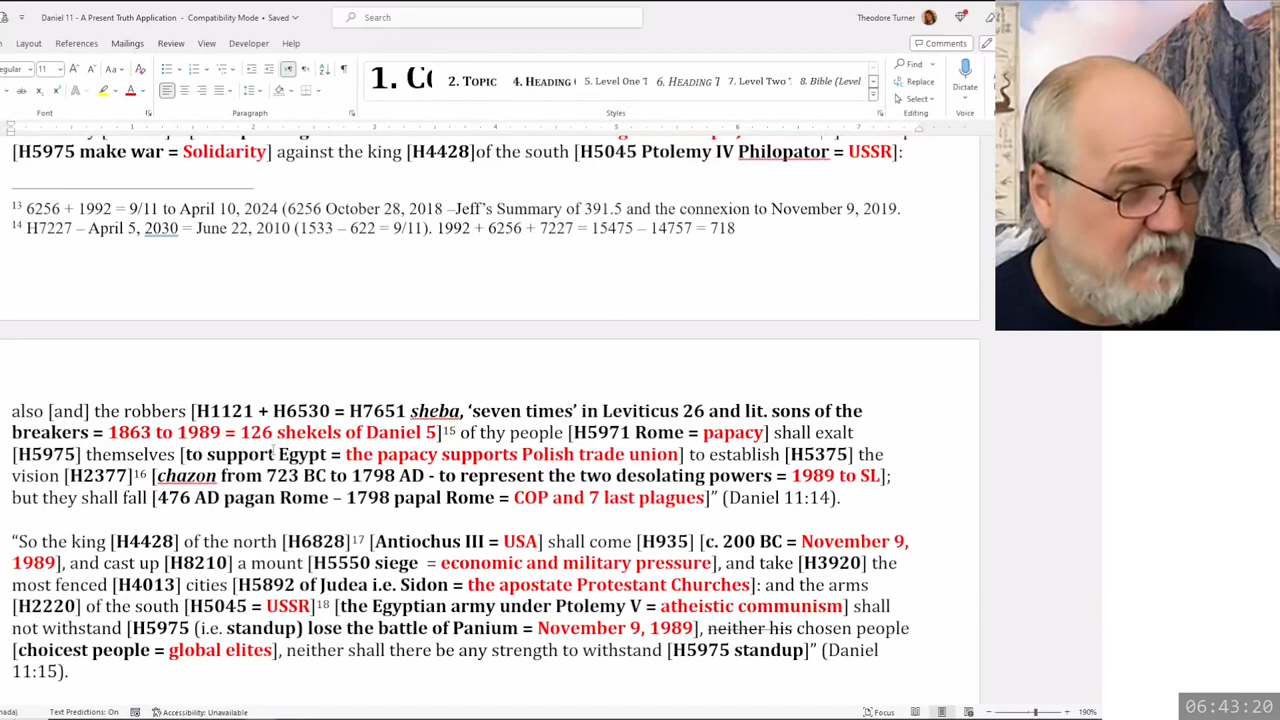 Daniel 11 - A Present Truth Application - Compatibility Mode • Saved
Search
Theodore Turner
Layout References Mailings Review View Developer Help
Comments
11
Aa
1. Co
2. Topic 4. Heading 5. Level One 6. Heading 7. Level Two 8. Bible (Level
Find
Replace
Select
Dictate
Font Paragraph Styles Editing Voice
[H5975 make war = Solidarity] against the king [H4428]of the south [H5045 Ptolemy IV Philopator = USSR]:
13 6256 + 1992 = 9/11 to April 10, 2024 (6256 October 28, 2018 –Jeff's Summary of 391.5 and the connexion to November 9, 2019.
14 H7227 – April 5, 2030 = June 22, 2010 (1533 – 622 = 9/11). 1992 + 6256 + 7227 = 15475 – 14757 = 718
also [and] the robbers [H1121 + H6530 = H7651 sheba, 'seven times' in Leviticus 26 and lit. sons of the
breakers = 1863 to 1989 = 126 shekels of Daniel 5]15 of thy people [H5971 Rome = papacy] shall exalt
[H5975] themselves [to support Egypt = the papacy supports Polish trade union] to establish [H5375] the
vision [H2377]16 [chazon from 723 BC to 1798 AD - to represent the two desolating powers = 1989 to SL];
but they shall fall [476 AD pagan Rome – 1798 papal Rome = COP and 7 last plagues]” (Daniel 11:14).
“So the king [H4428] of the north [H6828]17 [Antiochus III = USA] shall come [H935] [c. 200 BC = November 9,
1989], and cast up [H8210] a mount [H5550 siege = economic and military pressure], and take [H3920] the
most fenced [H4013] cities [H5892 of Judea i.e. Sidon = the apostate Protestant Churches]: and the arms
[H2220] of the south [H5045 = USSR]18 [the Egyptian army under Ptolemy V = atheistic communism] shall
not withstand [H5975 (i.e. standup) lose the battle of Panium = November 9, 1989], neither his chosen people
[choicest people = global elites], neither shall there be any strength to withstand [H5975 standup]” (Daniel
11:15).
Text Predictions: On Accessibility: Unavailable Focus 190%
06:43:20